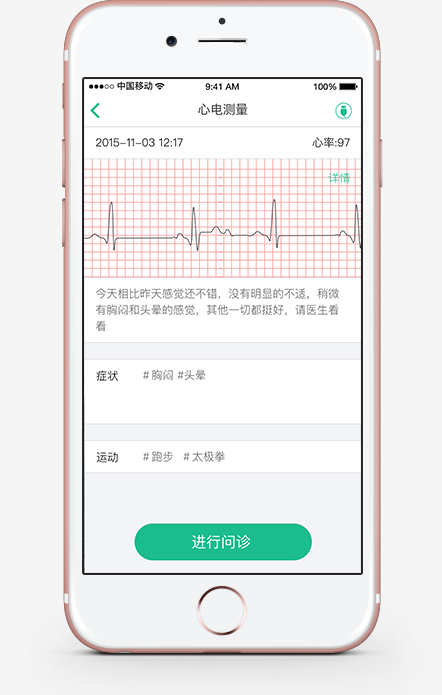 中国移动 9:41 AM 100%
心电测量
2015-11-03 12:17 心率:97
详情
今天相比昨天感觉还不错，没有明显的不适，稍微
有胸闷和头晕的感觉，其他一切都挺好，请医生看
看
症状 # 胸闷 #头晕
运动 # 跑步 # 太极拳
进行问诊